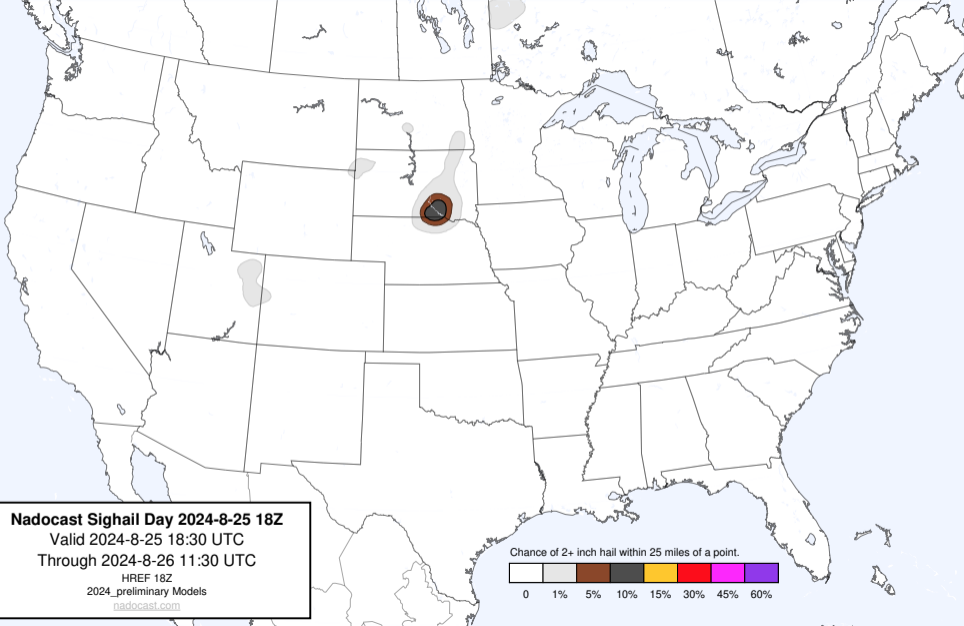 Nadocast Sighail Day 2024-8-25 18Z
Valid 2024-8-25 18:30 UTC
Through 2024-8-26 11:30 UTC
HREF 18Z
2024_preliminary Models
nadocast.com
Chance of 2+ inch hail within 25 miles of a point.
0 1% 5% 10% 15% 30% 45% 60%